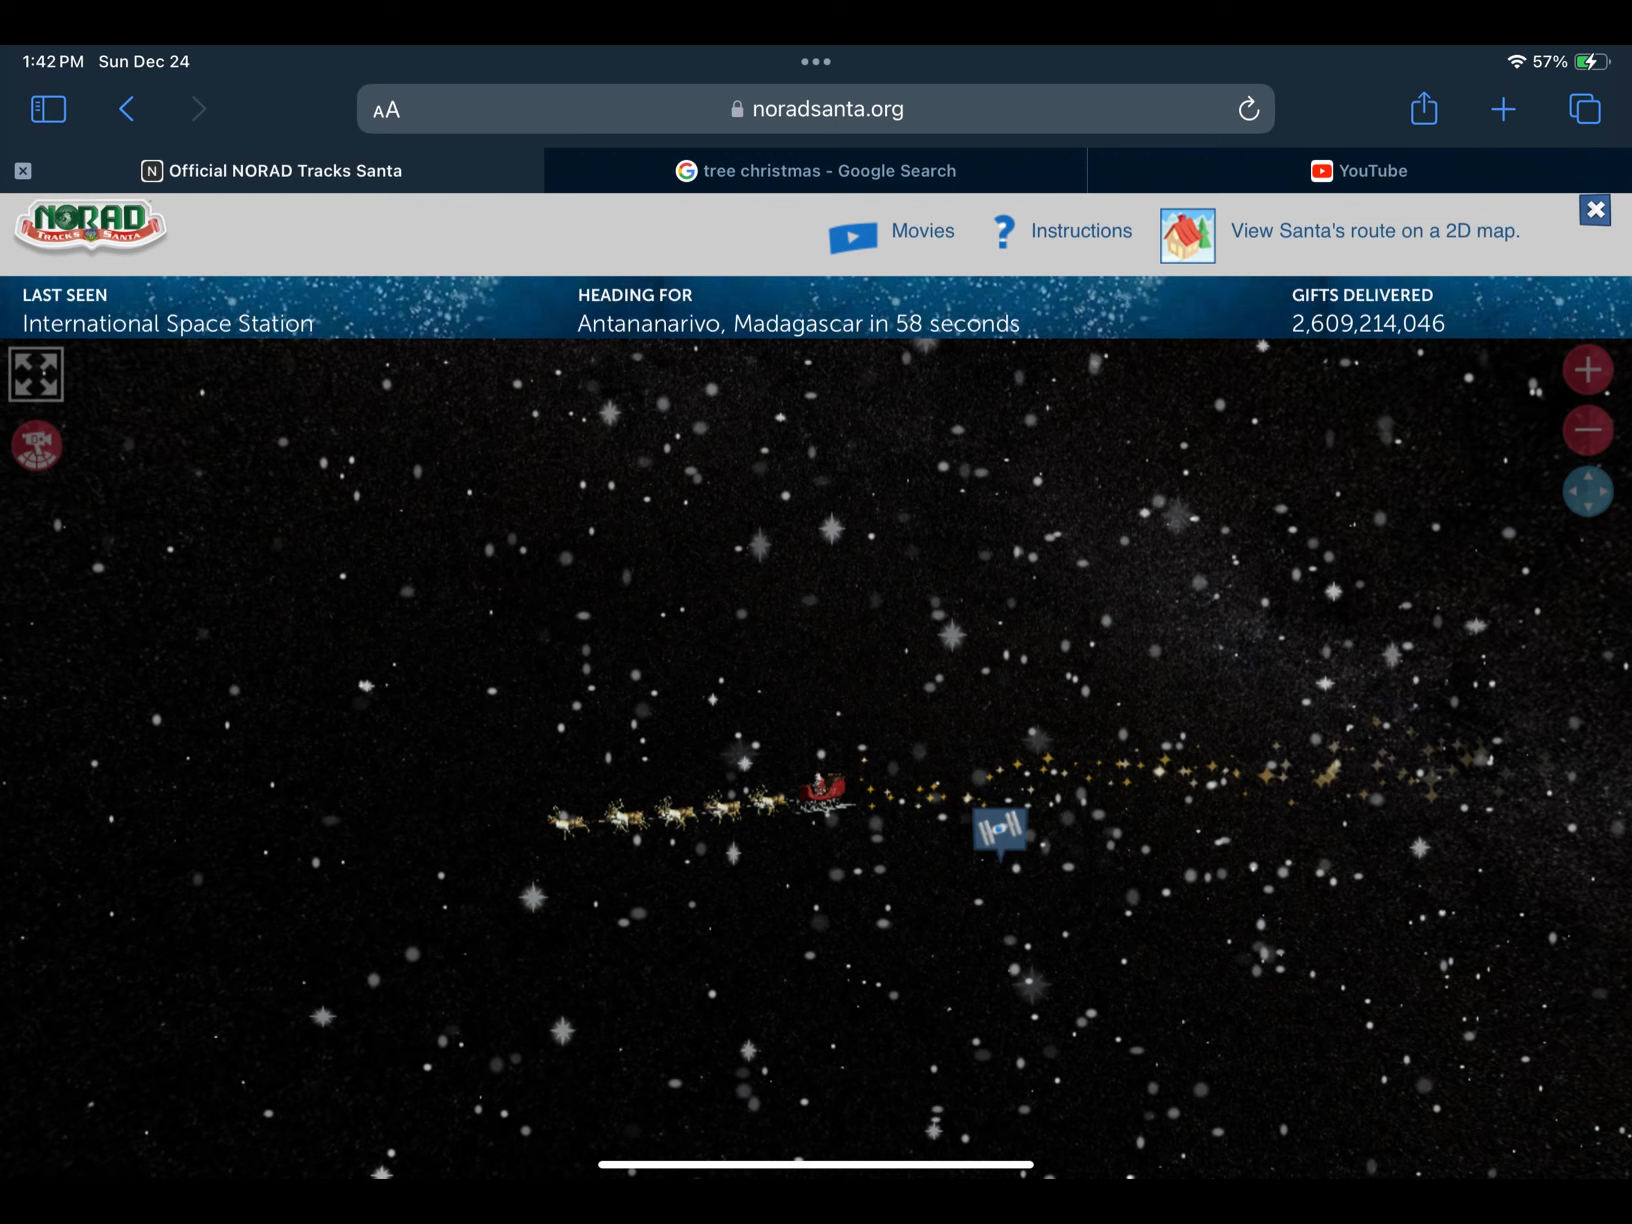 1:42 PM Sun Dec 24
57%
AA
noradsanta.org
N Official NORAD Tracks Santa
G tree christmas - Google Search
YouTube
NORAD
TRACKS SANTA
Movies
? Instructions
View Santa's route on a 2D map.
LAST SEEN
International Space Station
HEADING FOR
Antananarivo, Madagascar in 58 seconds
GIFTS DELIVERED
2,609,214,046